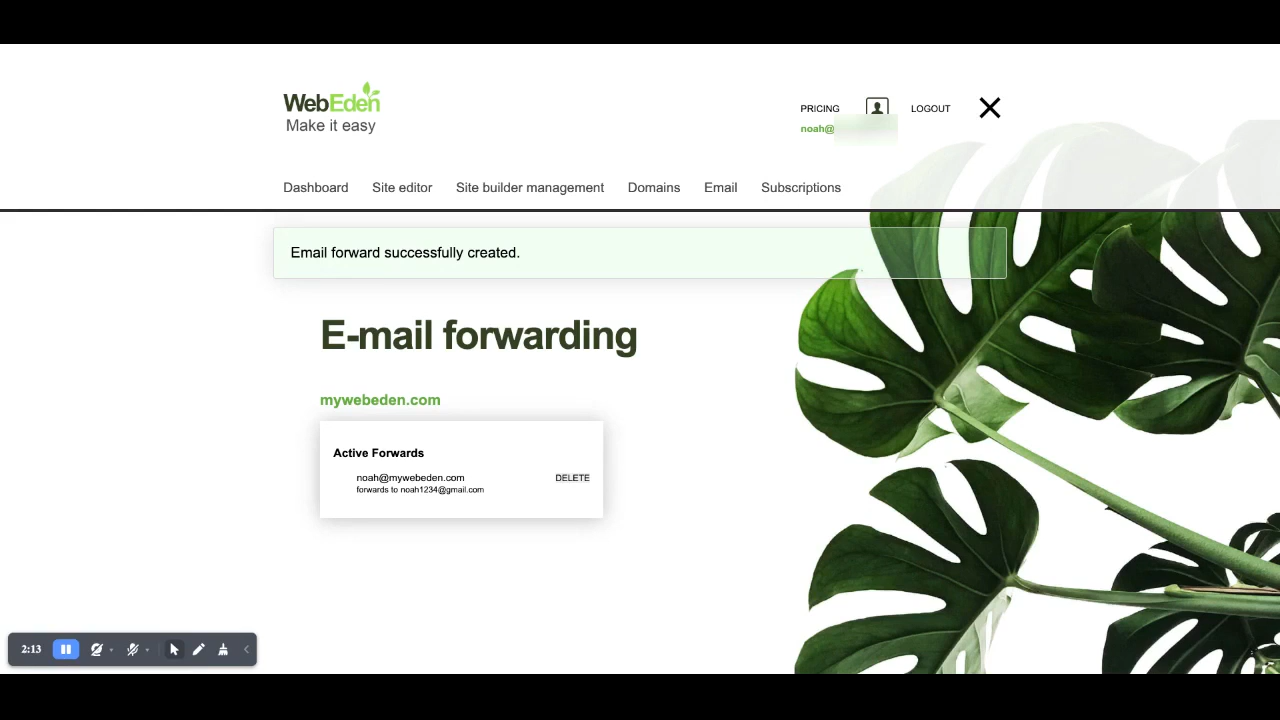 WebEden
Make it easy
PRICING
LOGOUT
noah@
Dashboard
Site editor
Site builder management
Domains
Email
Subscriptions
Email forward successfully created.
E-mail forwarding
mywebeden.com
Active Forwards
noah@mywebeden.com
DELETE
forwards to noah1234@gmail.com
2:13